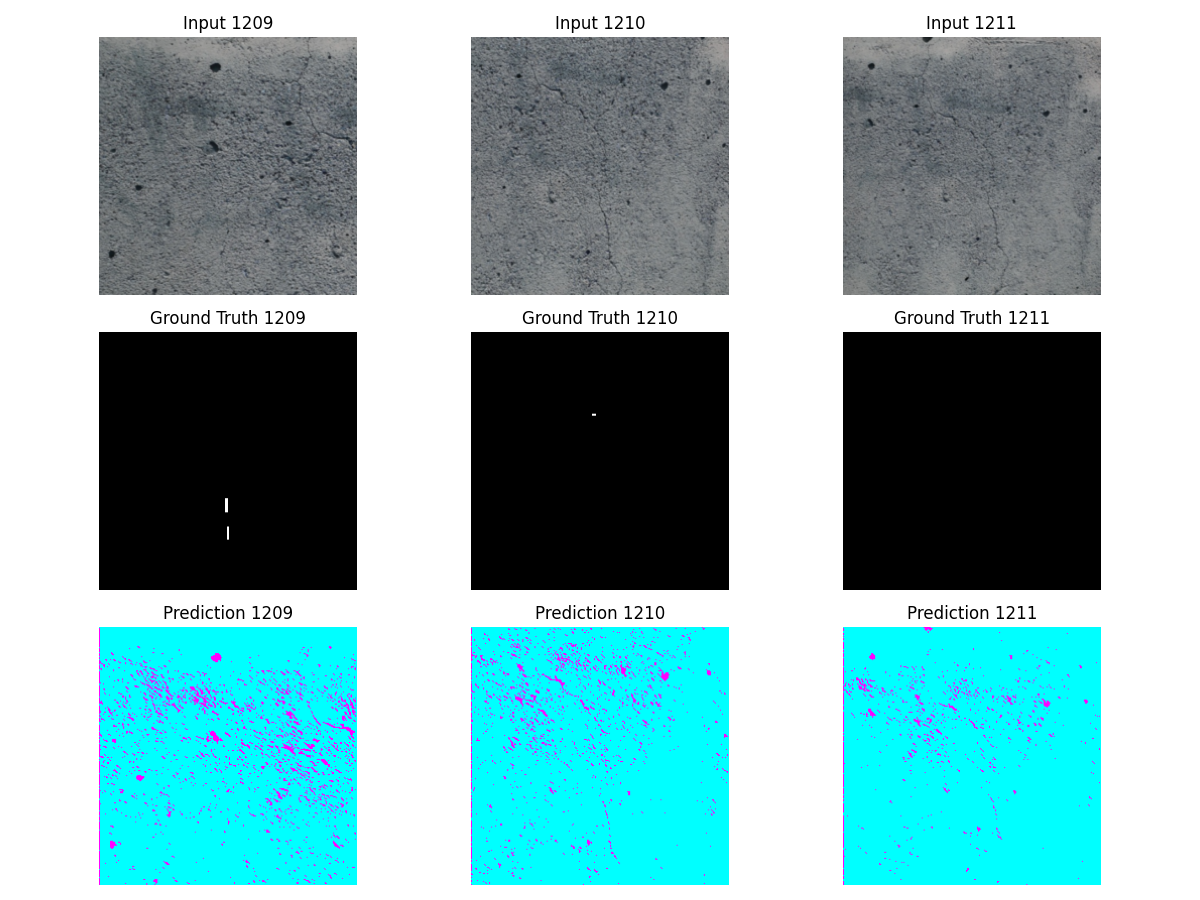 Input 1209
Input 1210
Input 1211
Ground Truth 1209
Ground Truth 1210
Ground Truth 1211
Prediction 1209
Prediction 1210
Prediction 1211